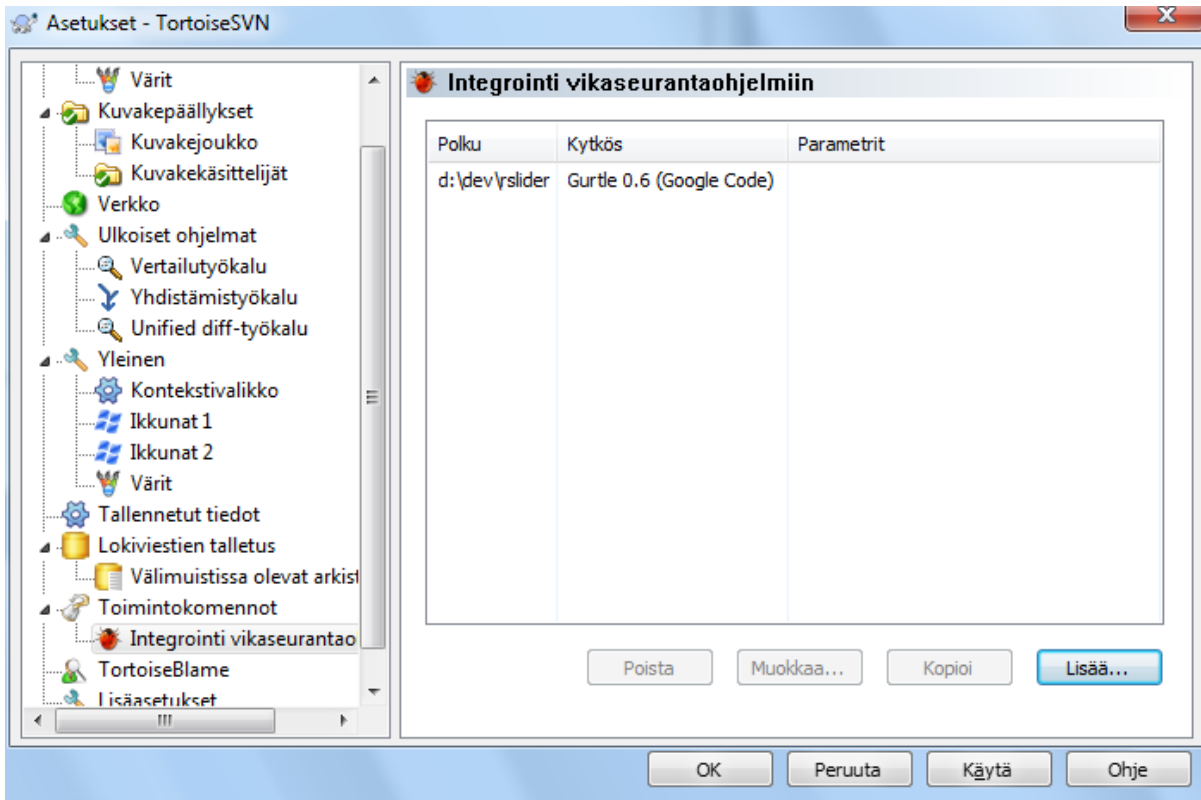 Asetukset - TortoiseSVN
Värit
Kuvakepäällykset
Kuvakejoukko
Kuvakekäsittelijät
Verkko
Ulkoiset ohjelmat
Vertailutyökalu
Yhdistämistyökalu
Unified diff-työkalu
Yleinen
Kontekstivalikko
Ikkunat 1
Ikkunat 2
Värit
Tallennetut tiedot
Lokiviestien talletus
Välimuistissa olevat arkist
Toimintokomennot
Integrointi vikaseurantao
TortoiseBlame
Lisäasetukset
Integrointi vikaseurantaohjelmiin
Polku Kytkös Parametrit
d:\dev\rslider Gurtle 0.6 (Google Code)
Poista Muokkaa... Kopioi Lisää...
OK Peruuta Käytä Ohje